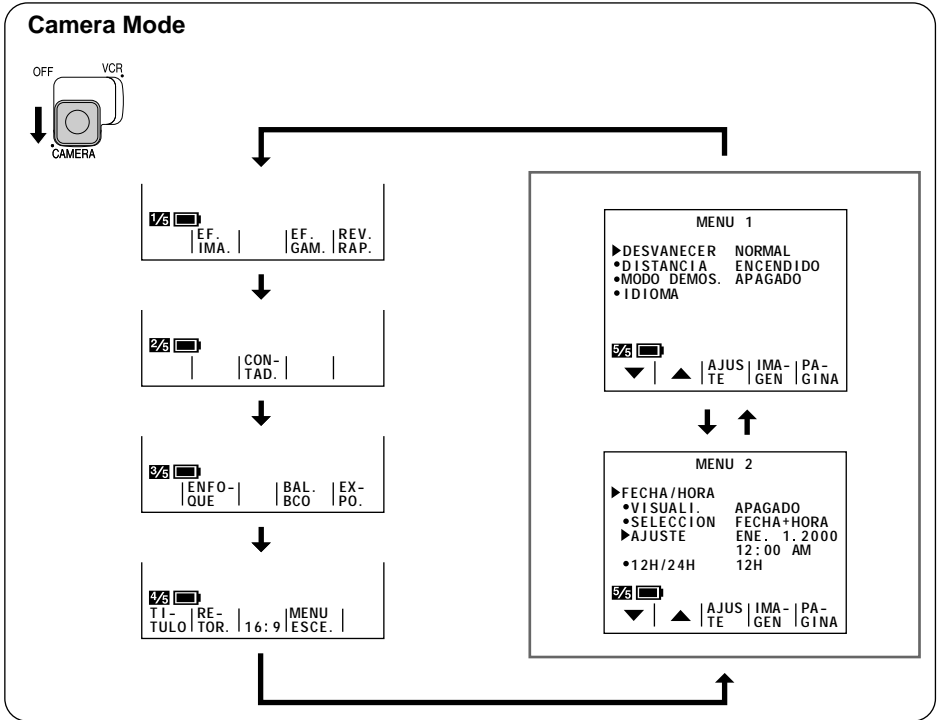 Camera Mode
OFF VCR
CAMERA
1/5
EF. IMA. | EF. GAM. | REV. RAP.
2/5
CON- TAD.
3/5
ENFO- QUE | BAL. BCO | EX- PO.
4/5
TI- TULO | RE- TOR. | 16:9 | MENU ESCE.
MENU 1
DESVANECER NORMAL
•DISTANCIA ENCENDIDO
•MODO DEMOS. APAGADO
•IDIOMA
5/5
AJUS TE | IMA- GEN | PA- GINA
MENU 2
FECHA/HORA
•VISUALI. APAGADO
•SELECCION FECHA+HORA
AJUSTE ENE. 1.2000
12:00 AM
•12H/24H 12H
5/5
AJUS TE | IMA- GEN | PA- GINA